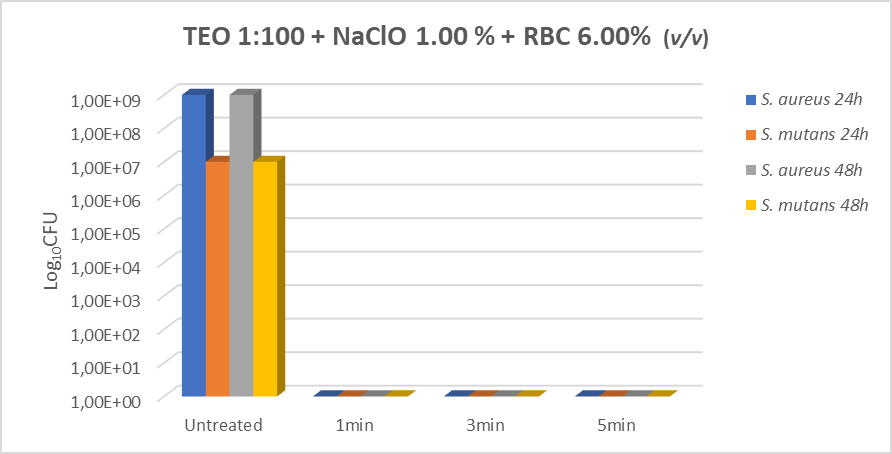 TEO 1:100 + NaClO 1.00 % + RBC 6.00% (v/v)
Log₁₀CFU
1,00E+09
1,00E+08
1,00E+07
1,00E+06
1,00E+05
1,00E+04
1,00E+03
1,00E+02
1,00E+01
1,00E+00
Untreated
1min
3min
5min
S. aureus 24h
S. mutans 24h
S. aureus 48h
S. mutans 48h